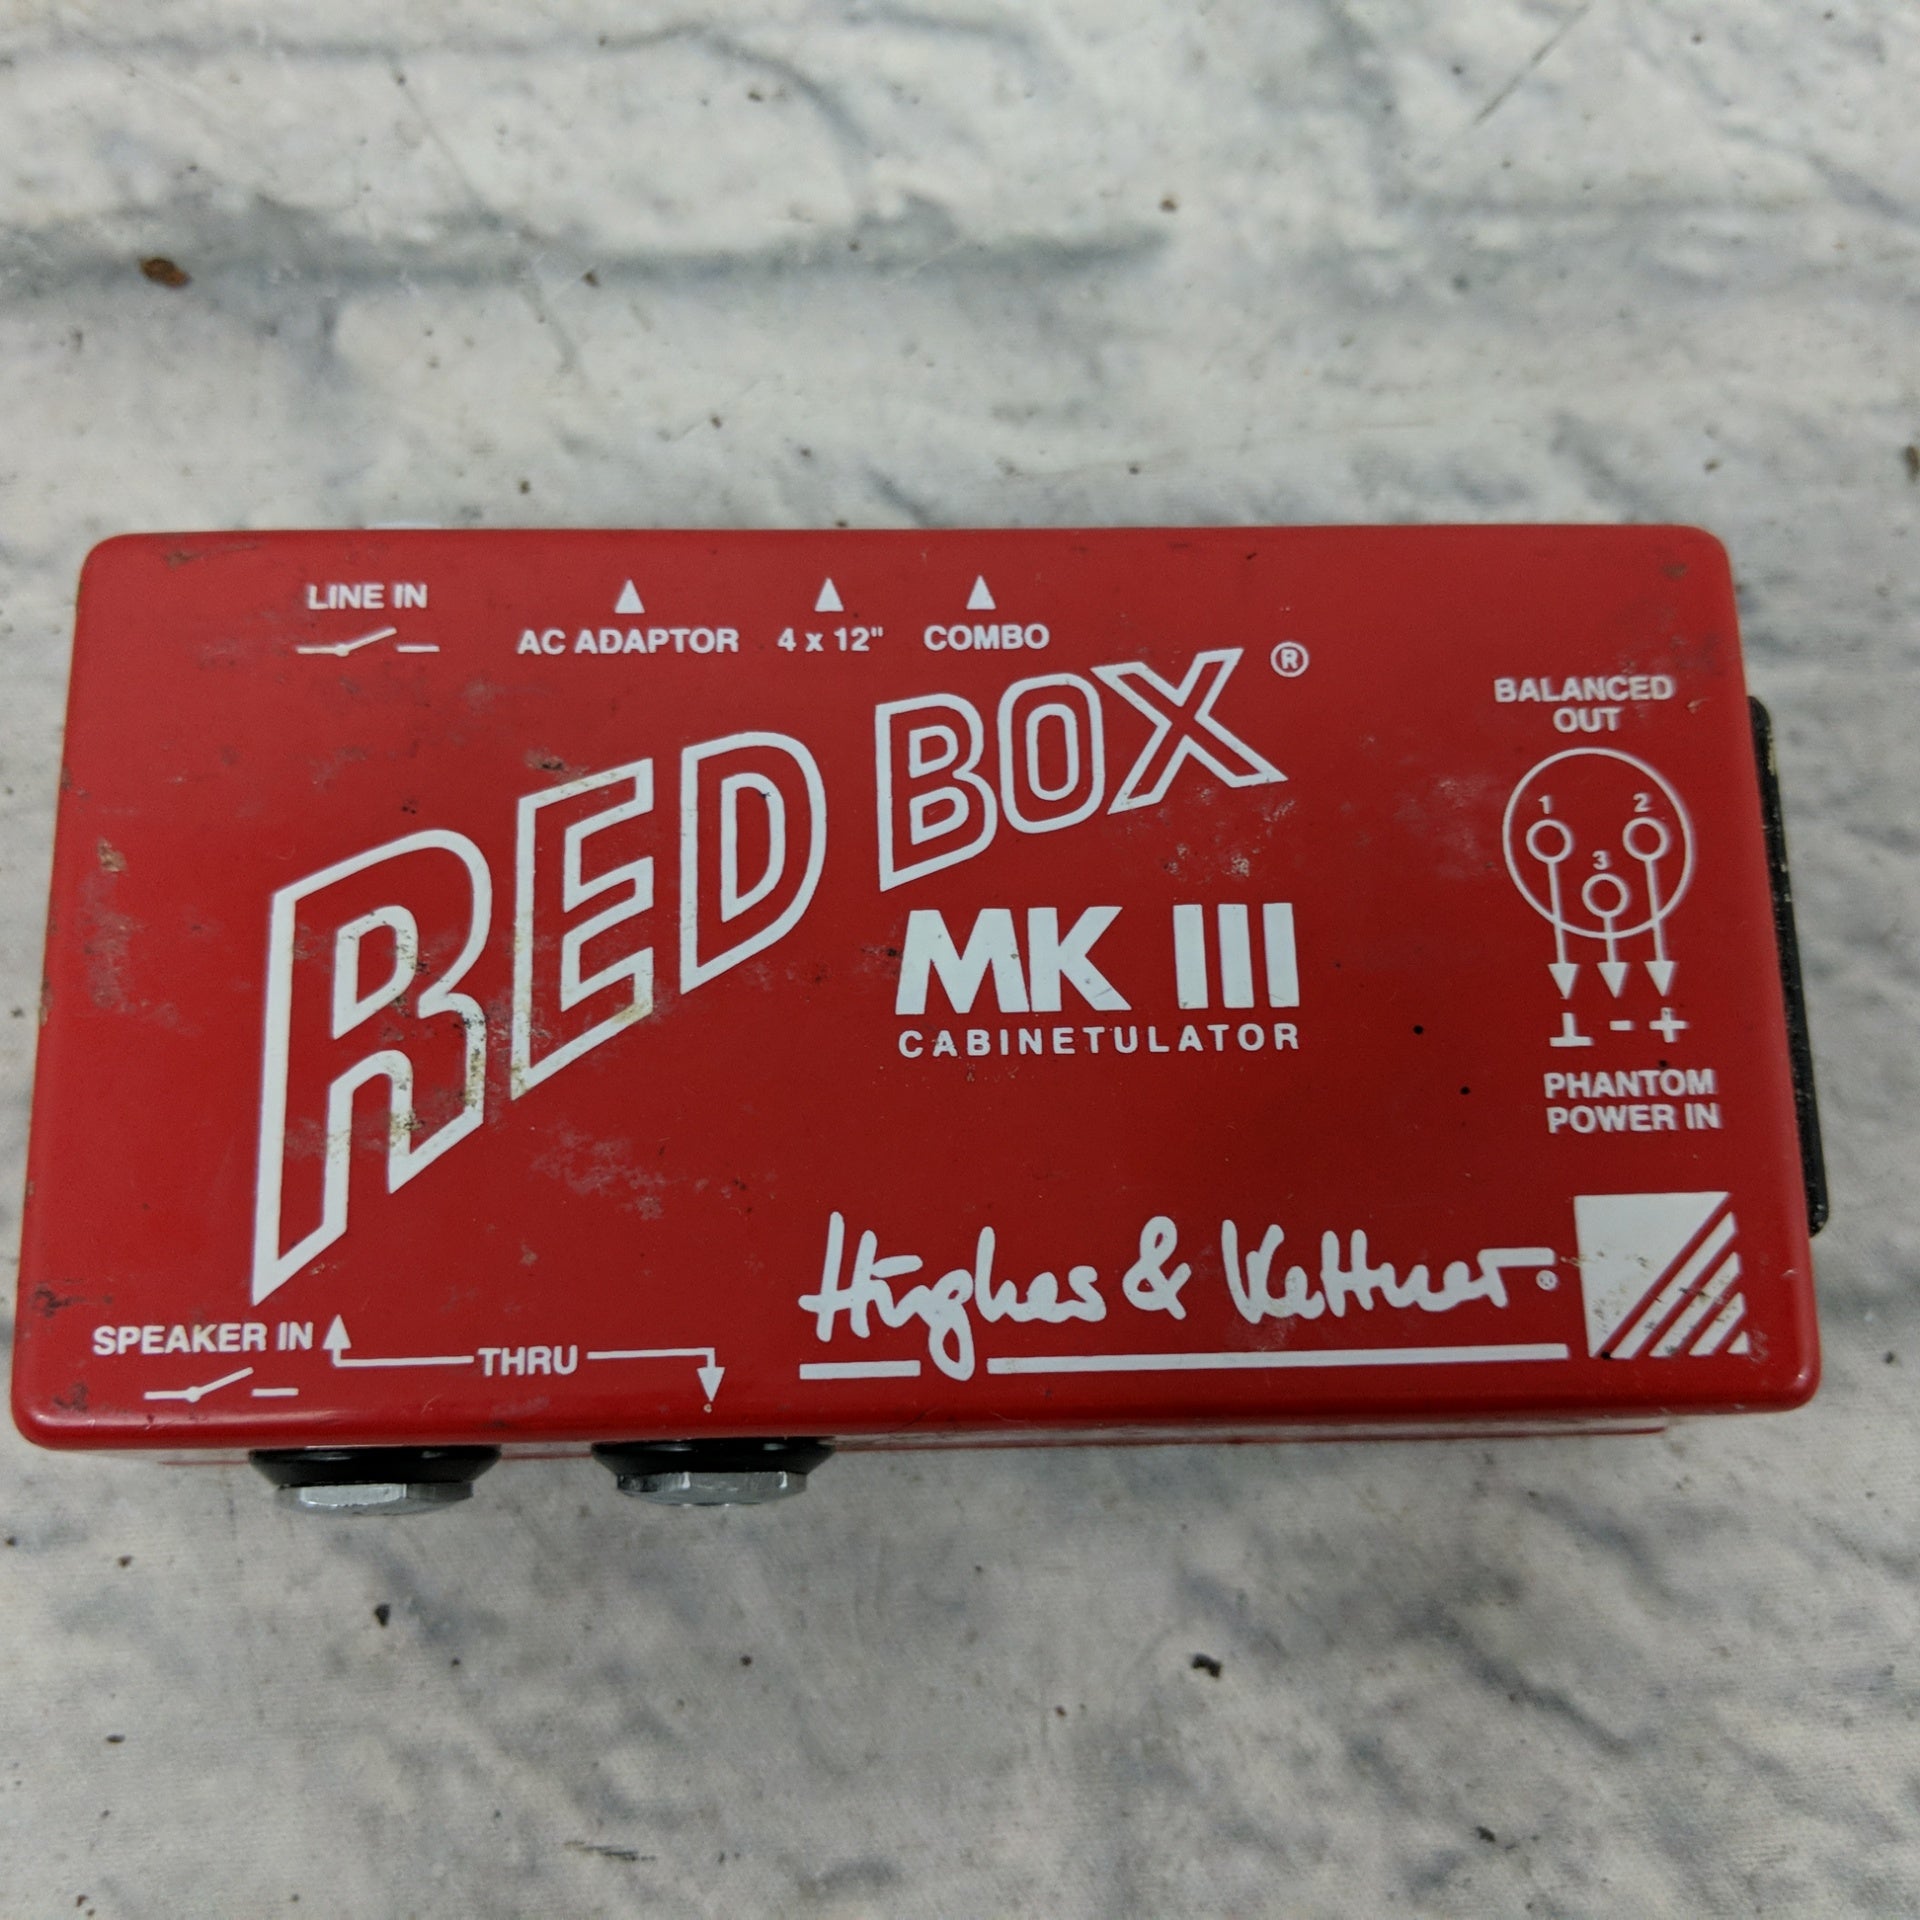 LINE IN
AC ADAPTOR 4 x 12" COMBO
RED BOX ®
BALANCED
OUT
1 2
3
MK III
CABINETULATOR
⊥ - +
PHANTOM
POWER IN
Hughes & Kettner ®
SPEAKER IN
THRU